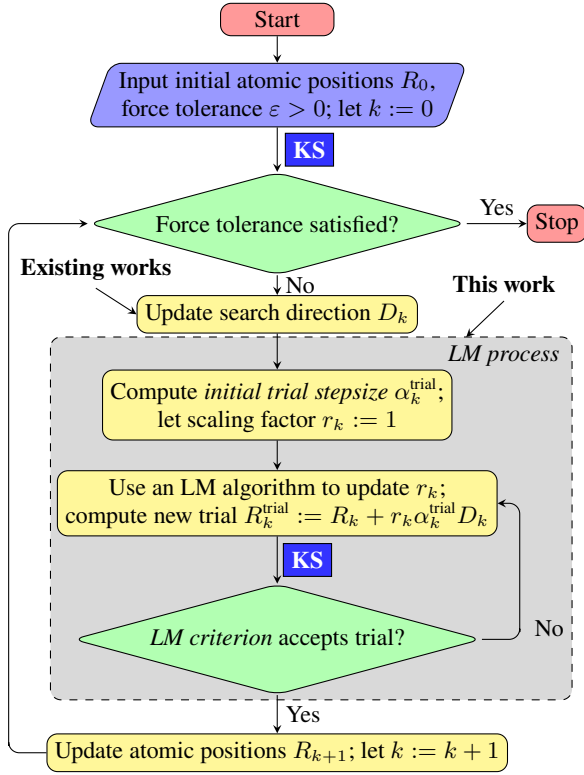 Start
Input initial atomic positions R_0,
force tolerance ε > 0; let k := 0
KS
Force tolerance satisfied?
Yes
Stop
Existing works
No
This work
Update search direction D_k
LM process
Compute initial trial stepsize α_k^trial;
let scaling factor r_k := 1
Use an LM algorithm to update r_k;
compute new trial R_k^trial := R_k + r_k α_k^trial D_k
KS
LM criterion accepts trial?
No
Yes
Update atomic positions R_{k+1}; let k := k + 1